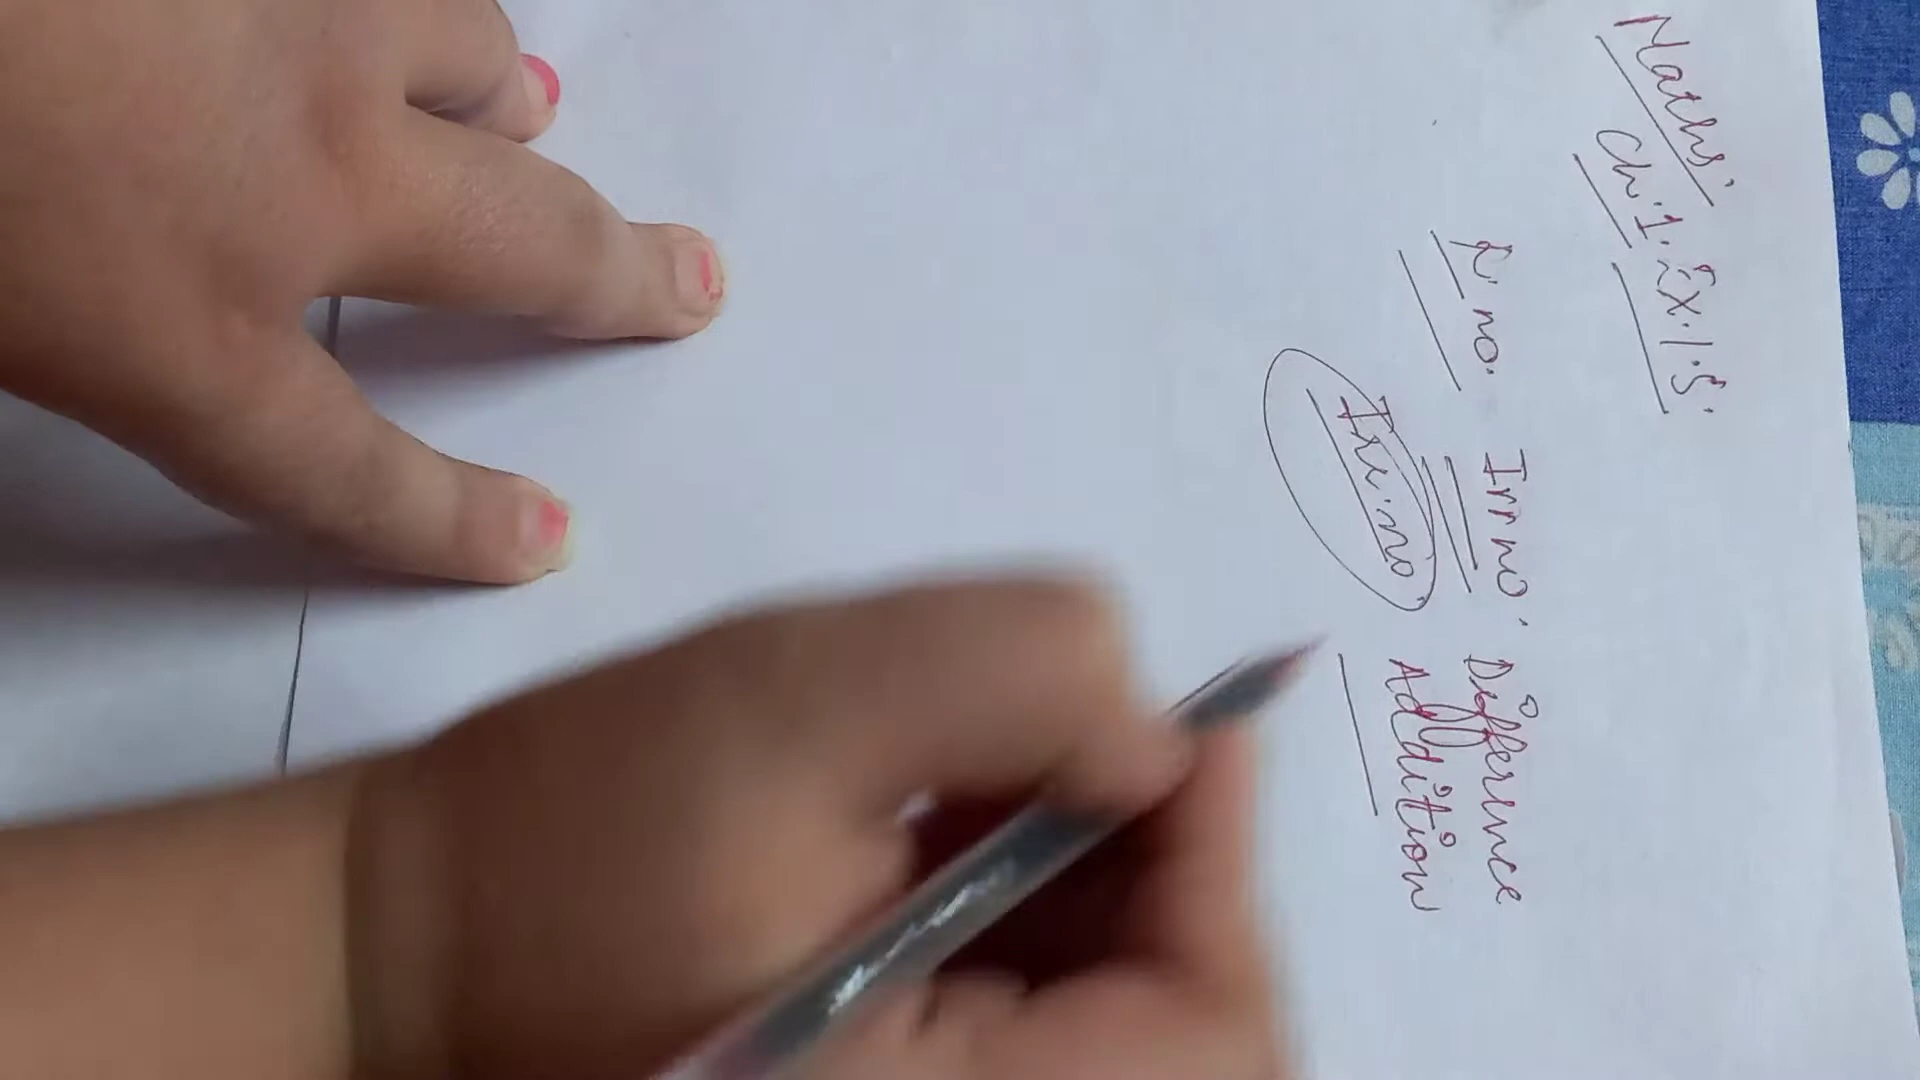 Maths.
Ch.1. Ex.1.5.
R no. Irr no. Difference
Addition
Irr.no